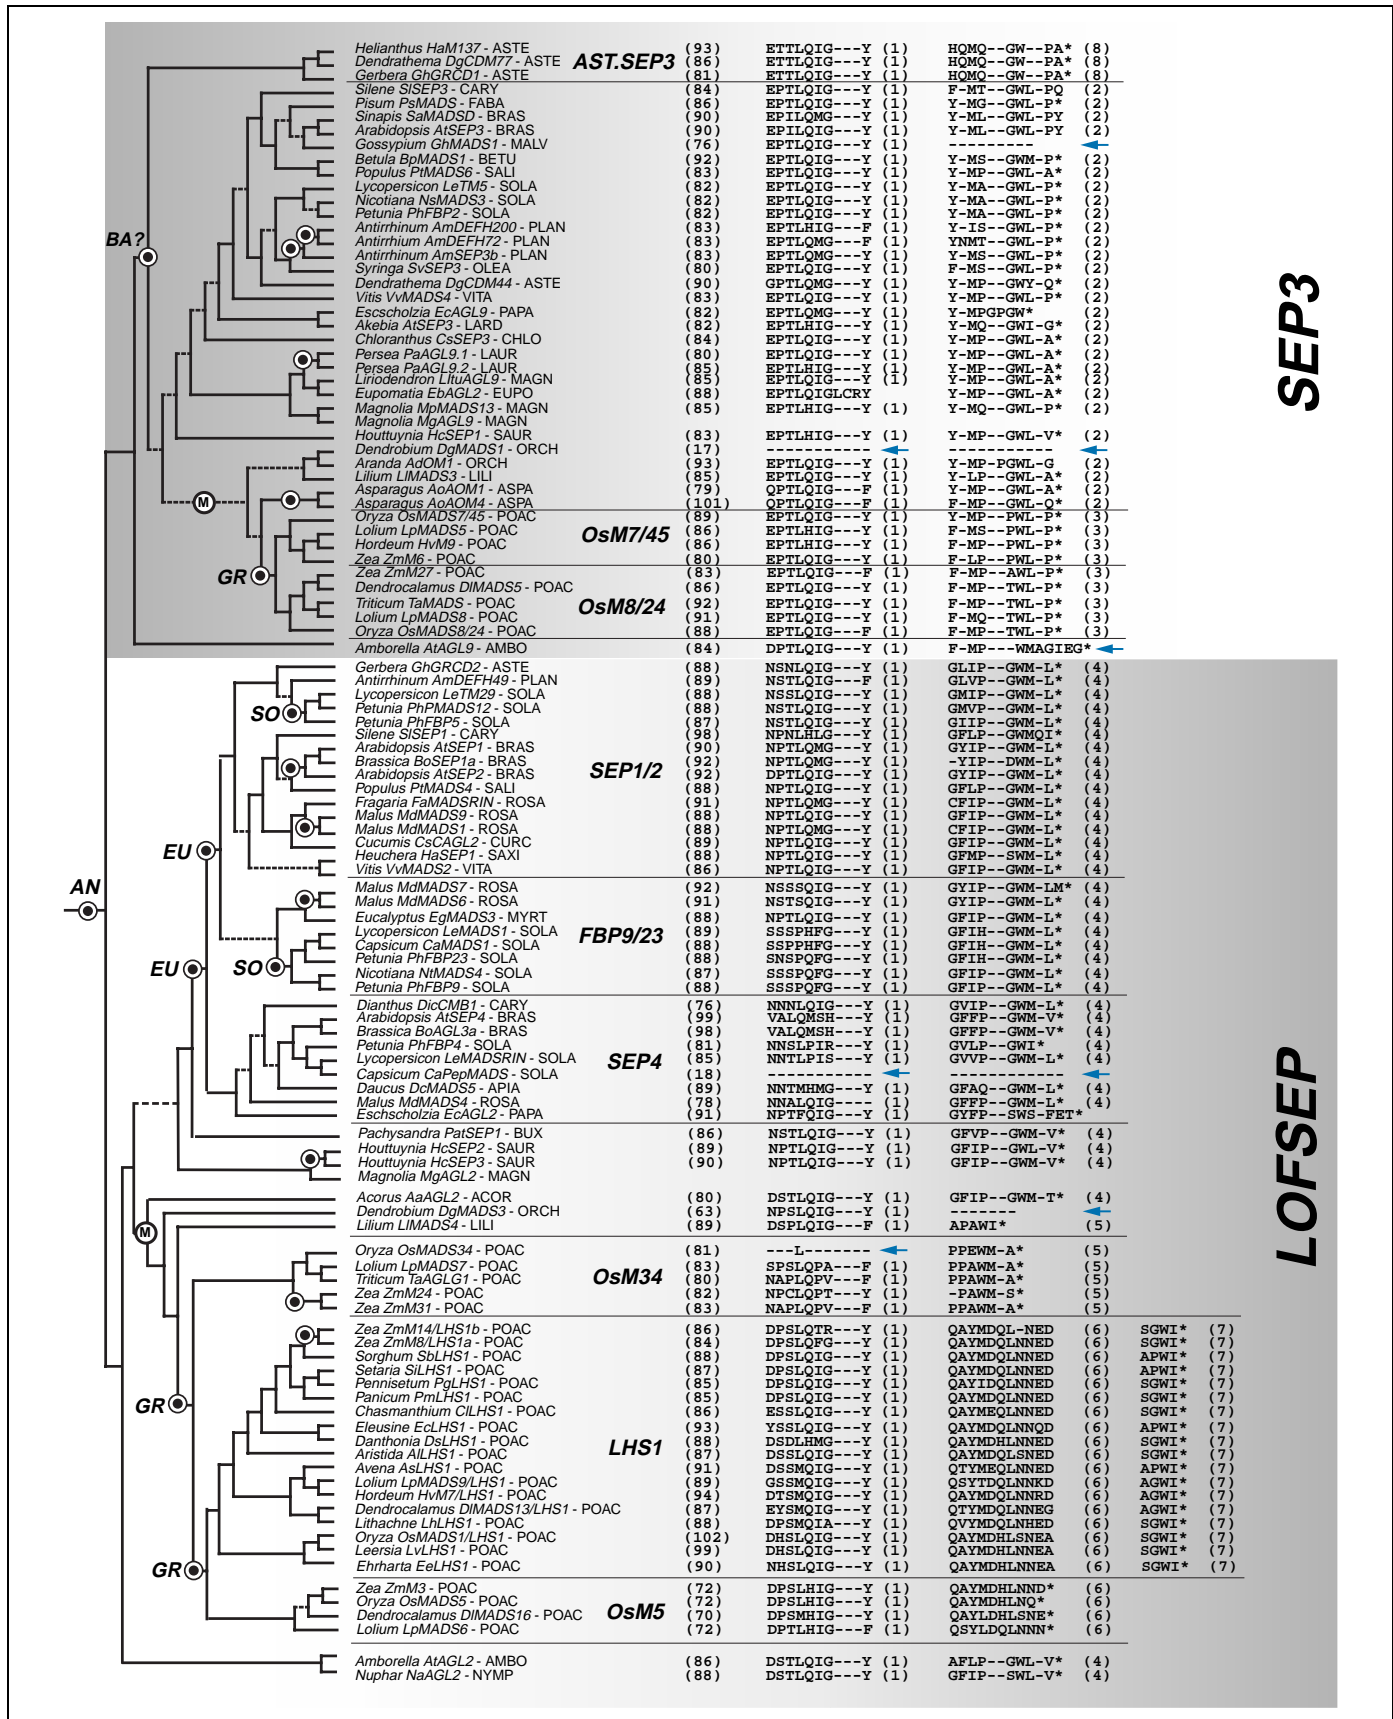 Helianthus HaM137 - ASTE (93) ETTLQIG---Y (1) HQMQ--GW--PA* (8)
Dendrathema DgCDM77 - ASTE AST.SEP3 (86) ETTLQIG---Y (1) HQMQ--GW--PA* (8)
Gerbera GhGRCD1 - ASTE (81) ETTLQIG---Y (1) HQMQ--GW--PA* (8)
Silene SlSEP3 - CARY (84) EPTLQIG---Y (1) F-MT--GWL-PQ (2)
Pisum PsMADS - FABA (86) EPTLQIG---Y (1) Y-MG--GWL-P* (2)
Sinapis SaMADSD - BRAS (90) EPILQMG---Y (1) Y-ML--GWL-PY (2)
Arabidopsis AtSEP3 - BRAS (90) EPILQIG---Y (1) Y-ML--GWL-PY (2)
Gossypium GhMADS1 - MALV (76) EPTLQIG---Y (1) ----------
Betula BpMADS1 - BETU (92) EPTLQIG---Y (1) Y-MS--GWM-P* (2)
Populus PtMADS6 - SALI (83) EPTLQIG---Y (1) Y-MP--GWL-A* (2)
Lycopersicon LeTM5 - SOLA (82) EPTLQIG---Y (1) Y-MA--GWL-P* (2)
Nicotiana NsMADS3 - SOLA (82) EPTLQIG---Y (1) Y-MA--GWL-P* (2)
Petunia PhFBP2 - SOLA (82) EPTLQIG---Y (1) Y-MA--GWL-P* (2)
Antirrhinum AmDEFH200 - PLAN (83) EPTLHIG---F (1) Y-IS--GWL-P* (2)
Antirrhium AmDEFH72 - PLAN (83) EPTLQMG---F (1) YNMT--GWL-P* (2)
BA?
Antirrhinum AmSEP3b - PLAN (83) EPTLQMG---Y (1) Y-MS--GWL-P* (2)
Syringa SvSEP3 - OLEA (80) EPTLQIG---Y (1) F-MS--GWL-P* (2)
Dendrathema DgCDM44 - ASTE (90) GPTLQMG---Y (1) Y-MP--GWY-Q* (2)
Vitis VvMADS4 - VITA (83) EPTLQIG---Y (1) Y-MP--GWL-P* (2)
Escscholzia EcAGL9 - PAPA (82) EPTLQMG---Y (1) Y-MPGPGW* (2)
Akebia AtSEP3 - LARD (82) EPTLHIG---Y (1) Y-MQ--GWI-G* (2)
Chloranthus CsSEP3 - CHLO (84) EPTLQIG---Y (1) Y-MP--GWL-A* (2)
Persea PaAGL9.1 - LAUR (80) EPTLQIG---Y (1) Y-MP--GWL-A* (2)
Persea PaAGL9.2 - LAUR (85) EPTLHIG---Y (1) Y-MP--GWL-A* (2)
Liriodendron LltuAGL9 - MAGN (85) EPTLQIG---Y (1) Y-MP--GWL-A* (2)
Eupomatia EbAGL2 - EUPO (88) EPTLQIGLCRY Y-MP--GWL-A* (2)
Magnolia MpMADS13 - MAGN (85) EPTLHIG---Y (1) Y-MQ--GWL-P* (2)
Magnolia MgAGL9 - MAGN
Houttuynia HcSEP1 - SAUR (83) EPTLHIG---Y (1) Y-MP--GWL-V* (2)
SEP3
Dendrobium DgMADS1 - ORCH (17) ----------- ----------
Aranda AdOM1 - ORCH (93) EPTLQIG---Y (1) Y-MP-PGWL-G (2)
Lilium LlMADS3 - LILI (85) EPTLQIG---Y (1) Y-LP--GWL-A* (2)
M
Asparagus AoAOM1 - ASPA (79) QPTLQIG---F (1) Y-MP--GWL-A* (2)
Asparagus AoAOM4 - ASPA (101) QPTLQIG---F (1) F-MP--GWL-Q* (2)
Oryza OsMADS7/45 - POAC (89) EPTLQIG---Y (1) Y-MP--PWL-P* (3)
Lolium LpMADS5 - POAC OsM7/45 (86) EPTLHIG---Y (1) F-MS--PWL-P* (3)
Hordeum HvM9 - POAC (86) EPTLHIG---Y (1) F-MP--PWL-P* (3)
Zea ZmM6 - POAC (80) EPTLQIG---Y (1) F-LP--PWL-P* (3)
GR
Zea ZmM27 - POAC (83) EPTLQIG---F (1) F-MP--AWL-P* (3)
Dendrocalamus DlMADS5 - POAC (86) EPTLQIG---Y (1) F-MP--TWL-P* (3)
Triticum TaMADS - POAC OsM8/24 (92) EPTLQIG---Y (1) F-MP--TWL-P* (3)
Lolium LpMADS8 - POAC (91) EPTLQIG---Y (1) F-MQ--TWL-P* (3)
Oryza OsMADS8/24 - POAC (88) EPTLQIG---F (1) F-MP--TWL-P* (3)
Amborella AtAGL9 - AMBO (84) DPTLQIG---Y (1) F-MP---WMAGIEG*
Gerbera GhGRCD2 - ASTE (88) NSNLQIG---Y (1) GLIP--GWM-L* (4)
Antirrhinum AmDEFH49 - PLAN (89) NSTLQIG---F (1) GLVP--GWM-L* (4)
Lycopersicon LeTM29 - SOLA (88) NSSLQIG---Y (1) GMIP--GWM-L* (4)
SO
Petunia PhPMADS12 - SOLA (88) NSTLQIG---Y (1) GMVP--GWM-L* (4)
Petunia PhFBP5 - SOLA (87) NSTLQIG---Y (1) GIIP--GWM-L* (4)
Silene SlSEP1 - CARY (98) NPNLHLG---Y (1) GFLP--GWMQI* (4)
Arabidopsis AtSEP1 - BRAS (90) NPTLQMG---Y (1) GYIP--GWM-L* (4)
Brassica BoSEP1a - BRAS SEP1/2 (92) NPTLQMG---Y (1) -YIP--DWM-L* (4)
Arabidopsis AtSEP2 - BRAS (92) DPTLQIG---Y (1) GYIP--GWM-L* (4)
Populus PtMADS4 - SALI (88) NPTLQIG---Y (1) GFLP--GWM-L* (4)
Fragaria FaMADSRIN - ROSA (91) NPTLQMG---Y (1) CFIP--GWM-L* (4)
Malus MdMADS9 - ROSA (88) NPTLQIG---Y (1) GFIP--GWM-L* (4)
Malus MdMADS1 - ROSA (88) NPTLQMG---Y (1) CFIP--GWM-L* (4)
Cucumis CsCAGL2 - CURC (89) NPTLQIG---Y (1) GFIP--GWM-L* (4)
EU
Heuchera HaSEP1 - SAXI (88) NPTLQIG---Y (1) GFMP--SWM-L* (4)
Vitis VvMADS2 - VITA (86) NPTLQIG---Y (1) GFIP--GWM-L* (4)
AN
Malus MdMADS7 - ROSA (92) NSSSQIG---Y (1) GYIP--GWM-LM* (4)
Malus MdMADS6 - ROSA (91) NSTSQIG---Y (1) GYIP--GWM-L* (4)
Eucalyptus EgMADS3 - MYRT (88) NPTLQIG---Y (1) GFIP--GWM-L* (4)
Lycopersicon LeMADS1 - SOLA FBP9/23 (89) SSSPHFG---Y (1) GFIH--GWM-L* (4)
Capsicum CaMADS1 - SOLA (88) SSPPHFG---Y (1) GFIH--GWM-L* (4)
EU SO
Petunia PhFBP23 - SOLA (88) SNSPQFG---Y (1) GFIH--GWM-L* (4)
Nicotiana NtMADS4 - SOLA (87) SSSPQFG---Y (1) GFIP--GWM-L* (4)
Petunia PhFBP9 - SOLA (88) SSSPQFG---Y (1) GFIP--GWM-L* (4)
Dianthus DicCMB1 - CARY (76) NNNLQIG---Y (1) GVIP--GWM-L* (4)
Arabidopsis AtSEP4 - BRAS (99) VALQMSH---Y (1) GFFP--GWM-V* (4)
Brassica BoAGL3a - BRAS (98) VALQMSH---Y (1) GFFP--GWM-V* (4)
Petunia PhFBP4 - SOLA (81) NNSLPIR---Y (1) GVLP--GWI* (4)
Lycopersicon LeMADSRIN - SOLA SEP4 (85) NNTLPIS---Y (1) GVVP--GWM-L* (4)
Capsicum CaPepMADS - SOLA (18) ----------- -----------
Daucus DcMADS5 - APIA (89) NNTMHMG---Y (1) GFAQ--GWM-L* (4)
Malus MdMADS4 - ROSA (78) NNALQIG---- (1) GFFP--GWM-L* (4)
Eschscholzia EcAGL2 - PAPA (91) NPTFQIG---Y (1) GYFP--SWS-FET*
Pachysandra PatSEP1 - BUX (86) NSTLQIG---Y (1) GFVP--GWM-V* (4)
Houttuynia HcSEP2 - SAUR (89) NPTLQIG---Y (1) GFIP--GWL-V* (4)
Houttuynia HcSEP3 - SAUR (90) NPTLQIG---Y (1) GFIP--GWM-V* (4)
Magnolia MgAGL2 - MAGN
LOFSEP
Acorus AaAGL2 - ACOR (80) DSTLQIG---Y (1) GFIP--GWM-T* (4)
Dendrobium DgMADS3 - ORCH (63) NPSLQIG---Y (1) -------
Lilium LlMADS4 - LILI (89) DSPLQIG---F (1) APAWI* (5)
M
Oryza OsMADS34 - POAC (81) ---L------- PPEWM-A* (5)
Lolium LpMADS7 - POAC OsM34 (83) SPSLQPA---F (1) PPAWM-A* (5)
Triticum TaAGLG1 - POAC (80) NAPLQPV---F (1) PPAWM-A* (5)
Zea ZmM24 - POAC (82) NPCLQPT---Y (1) -PAWM-S* (5)
Zea ZmM31 - POAC (83) NAPLQPV---F (1) PPAWM-A* (5)
Zea ZmM14/LHS1b - POAC (86) DPSLQTR---Y (1) QAYMDQL-NED (6) SGWI* (7)
Zea ZmM8/LHS1a - POAC (84) DPSLQFG---Y (1) QAYMDQLNNED (6) SGWI* (7)
Sorghum SbLHS1 - POAC (88) DPSLQIG---Y (1) QAYMDQLNNED (6) APWI* (7)
Setaria SiLHS1 - POAC (87) DPSLQIG---Y (1) QAYMDQLNNED (6) APWI* (7)
Pennisetum PgLHS1 - POAC (85) DPSLQIG---Y (1) QAYIDQLNNED (6) SGWI* (7)
Panicum PmLHS1 - POAC (85) DPSLQIG---Y (1) QAYMDQLNNED (6) SGWI* (7)
GR
Chasmanthium ClLHS1 - POAC (86) ESSLQIG---Y (1) QAYMEQLNNED (6) SGWI* (7)
Eleusine EcLHS1 - POAC (93) YSSLQIG---Y (1) QAYMDQLNNQD (6) APWI* (7)
Danthonia DsLHS1 - POAC LHS1 (88) DSDLHMG---Y (1) QAYMDHLNNED (6) SGWI* (7)
Aristida AlLHS1 - POAC (87) DSSLQIG---Y (1) QAYMDQLSNED (6) SGWI* (7)
Avena AsLHS1 - POAC (91) DSSMQIG---Y (1) QTYMEQLNNED (6) APWI* (7)
Lolium LpMADS9/LHS1 - POAC (89) GSSMQIG---Y (1) QSYTDQLNNKD (6) AGWI* (7)
Hordeum HvM7/LHS1 - POAC (94) DTSMQIG---Y (1) QAYMDQLNNRD (6) AGWI* (7)
Dendrocalamus DlMADS13/LHS1 - POAC (87) EYSMQIG---Y (1) QTYMDQLNNEG (6) AGWI* (7)
Lithachne LhLHS1 - POAC (88) DPSMQIA---Y (1) QVYMDQLNHED (6) SGWI* (7)
Oryza OsMADS1/LHS1 - POAC (102) DHSLQIG---Y (1) QAYMDHLSNEA (6) SGWI* (7)
Leersia LvLHS1 - POAC (99) DHSLQIG---Y (1) QAYMDHLNNEA (6) SGWI* (7)
GR
Ehrharta EeLHS1 - POAC (90) NHSLQIG---Y (1) QAYMDHLNNEA (6) SGWI* (7)
Zea ZmM3 - POAC (72) DPSLHIG---Y (1) QAYMDHLNND* (6)
Oryza OsMADS5 - POAC (72) DPSLHIG---Y (1) QAYMDHLNQ* (6)
Dendrocalamus DlMADS16 - POAC OsM5 (70) DPSMHIG---Y (1) QAYLDHLSNE* (6)
Lolium LpMADS6 - POAC (72) DPTLHIG---F (1) QSYLDQLNNN* (6)
Amborella AtAGL2 - AMBO (86) DSTLQIG---Y (1) AFLP--GWL-V* (4)
Nuphar NaAGL2 - NYMP (88) DSTLQIG---Y (1) GFIP--SWL-V* (4)